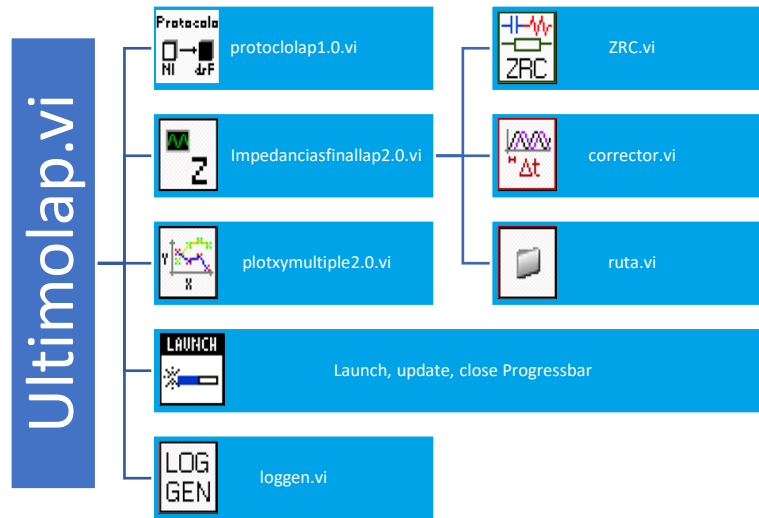 Ultimolap.vi
Protocolo
NI drF
protoclolap1.0.vi
Z
Impedanciasfinallap2.0.vi
Y
X
plotxymultiple2.0.vi
LAUNCH
Launch, update, close Progressbar
LOG
GEN
loggen.vi
ZRC
ZRC.vi
Δt
corrector.vi
ruta.vi